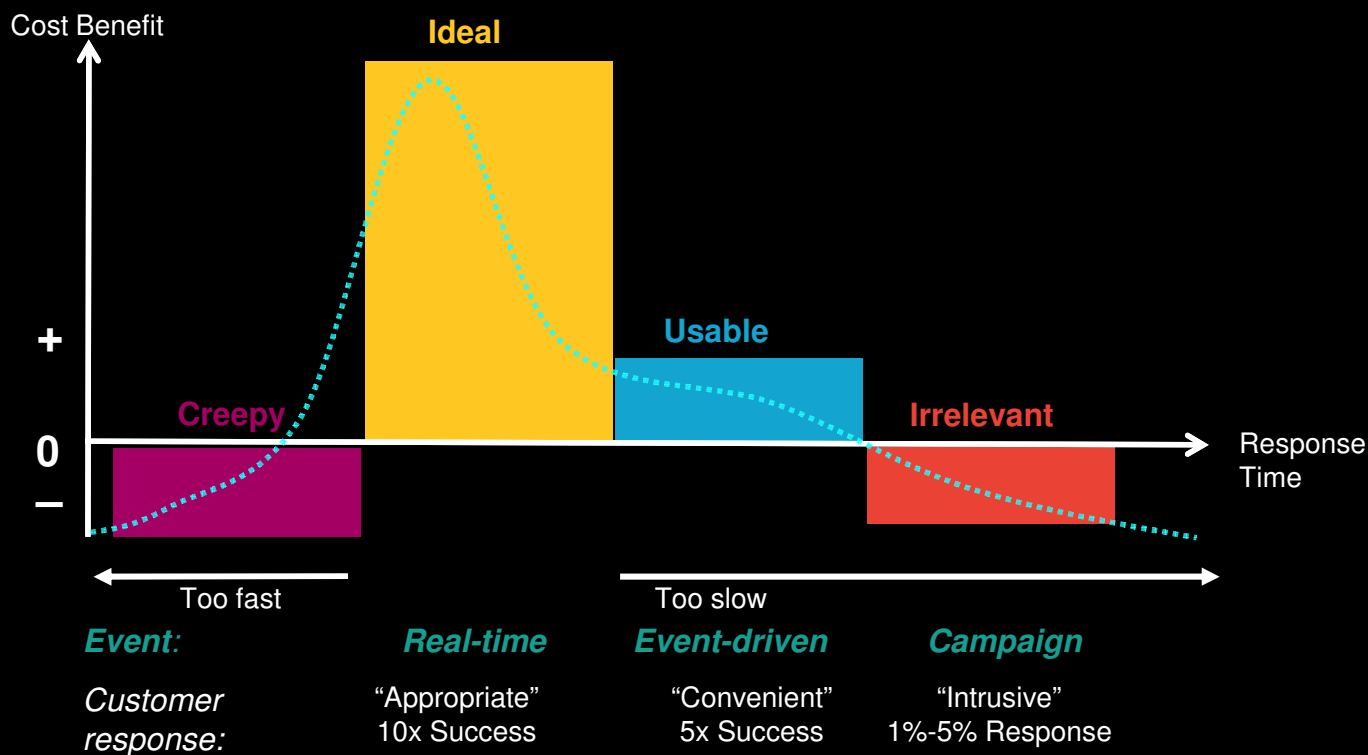 Cost Benefit
Ideal
+
Usable
Creepy
Irrelevant
0
Response
Time
–
Too fast
Too slow
Event:
Real-time
Event-driven
Campaign
Customer
response:
“Appropriate”
10x Success
“Convenient”
5x Success
“Intrusive”
1%-5% Response